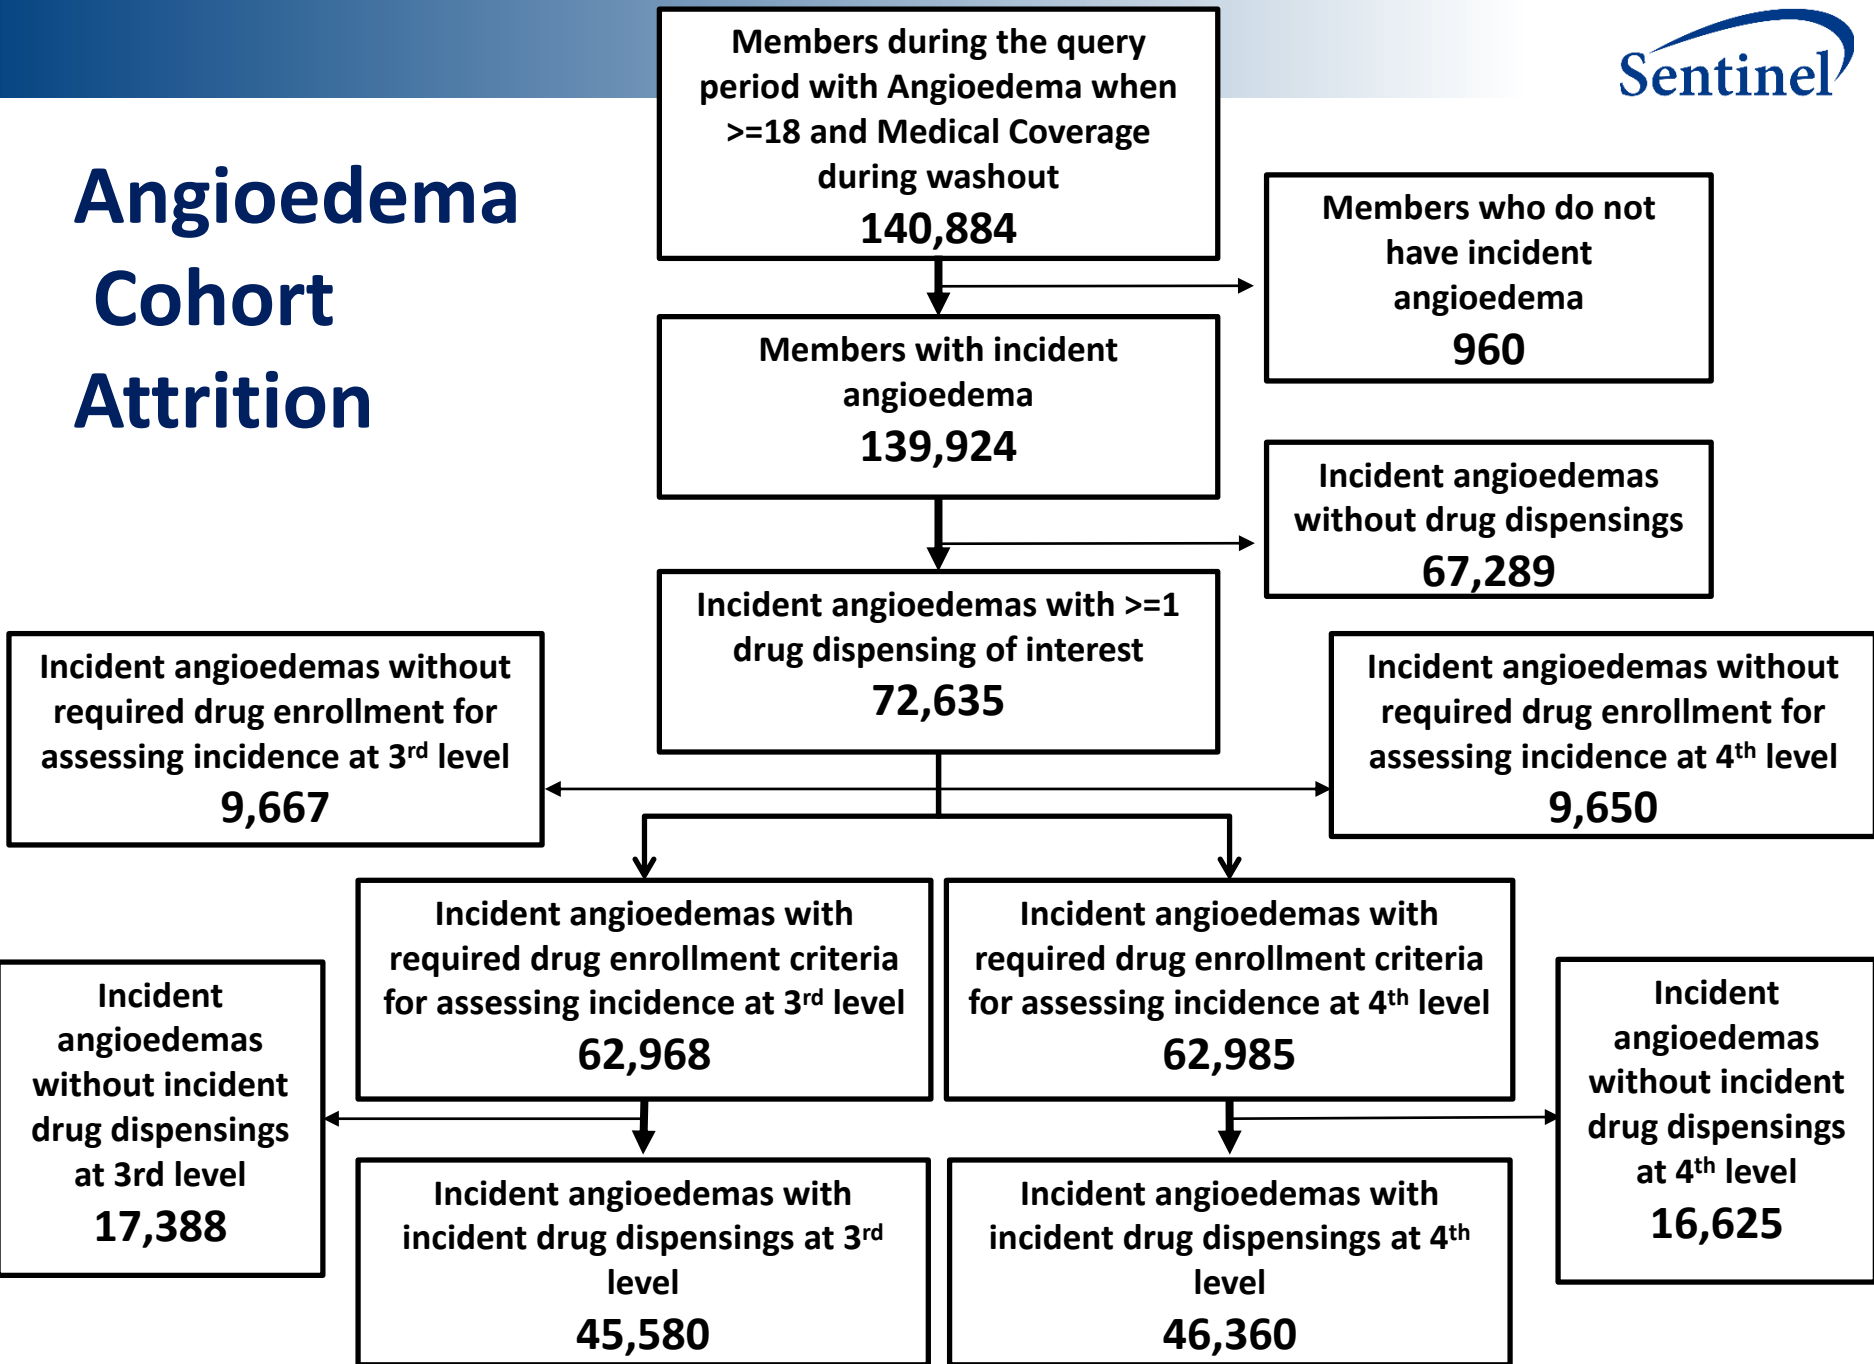 Sentinel
Angioedema
Cohort
Attrition
Members during the query
period with Angioedema when
>=18 and Medical Coverage
during washout
140,884
Members who do not
have incident
angioedema
960
Members with incident
angioedema
139,924
Incident angioedemas
without drug dispensings
67,289
Incident angioedemas with >=1
drug dispensing of interest
72,635
Incident angioedemas without
required drug enrollment for
assessing incidence at 3rd level
9,667
Incident angioedemas without
required drug enrollment for
assessing incidence at 4th level
9,650
Incident angioedemas with
required drug enrollment criteria
for assessing incidence at 3rd level
62,968
Incident angioedemas with
required drug enrollment criteria
for assessing incidence at 4th level
62,985
Incident
angioedemas
without incident
drug dispensings
at 3rd level
17,388
Incident
angioedemas
without incident
drug dispensings
at 4th level
16,625
Incident angioedemas with
incident drug dispensings at 3rd
level
45,580
Incident angioedemas with
incident drug dispensings at 4th
level
46,360